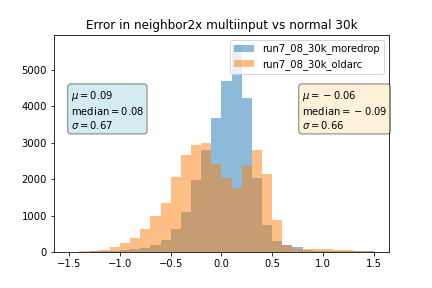 Error in neighbor2x multiinput vs normal 30k
run7_08_30k_moredrop
run7_08_30k_oldarc
μ = 0.09
median = 0.08
σ = 0.67
μ = −0.06
median = −0.09
σ = 0.66
5000
4000
3000
2000
1000
0
−1.5 −1.0 −0.5 0.0 0.5 1.0 1.5